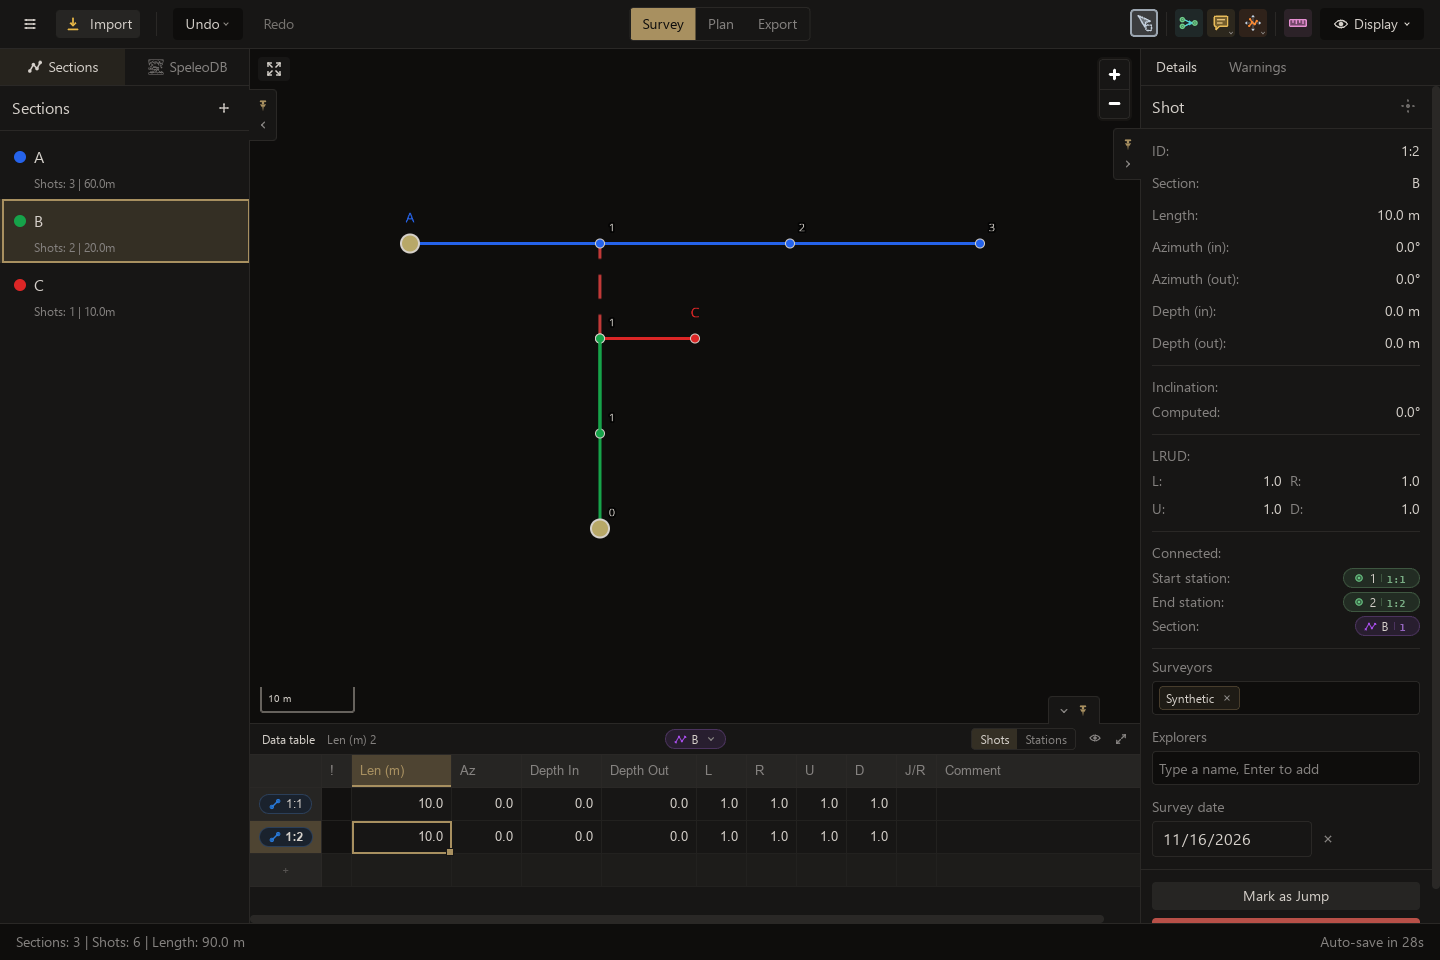 Import
Undo
Redo
Survey
Plan
Export
Display
Sections
SpeleoDB
Sections
+
A
Shots: 3 | 60.0m
B
Shots: 2 | 20.0m
C
Shots: 1 | 10.0m
A
1
2
3
1
C
1
0
10 m
Details
Warnings
Shot
ID: 1:2
Section: B
Length: 10.0 m
Azimuth (in): 0.0°
Azimuth (out): 0.0°
Depth (in): 0.0 m
Depth (out): 0.0 m
Inclination:
Computed: 0.0°
LRUD:
L: 1.0 R: 1.0
U: 1.0 D: 1.0
Connected:
Start station: 1 | 1:1
End station: 2 | 1:2
Section: B | 1
Surveyors
Synthetic ×
Explorers
Type a name, Enter to add
Survey date
11/16/2026 ×
Mark as Jump
Data table Len (m) 2
B
Shots Stations
! Len (m) Az Depth In Depth Out L R U D J/R Comment
1:1 10.0 0.0 0.0 0.0 1.0 1.0 1.0 1.0
1:2 10.0 0.0 0.0 0.0 1.0 1.0 1.0 1.0
+
Sections: 3 | Shots: 6 | Length: 90.0 m
Auto-save in 28s